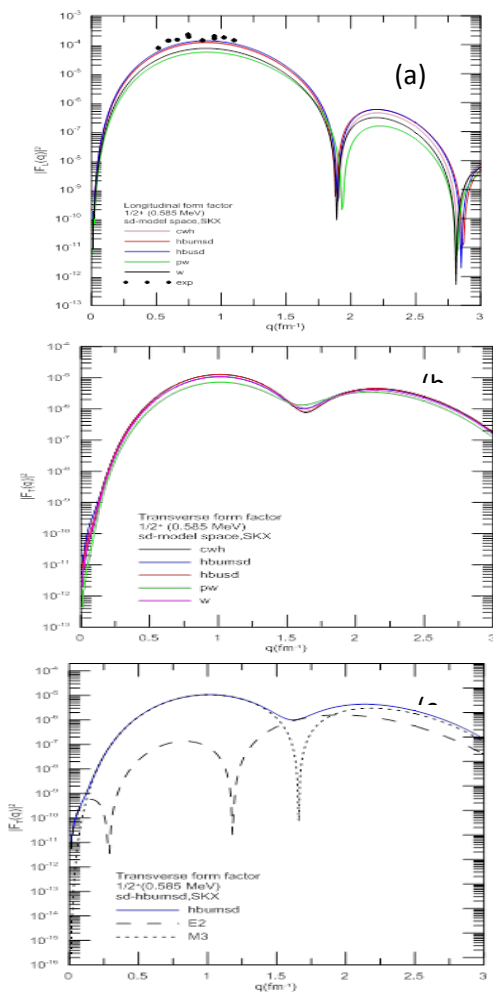 10⁻³
10⁻⁴
10⁻⁵
10⁻⁶
10⁻⁷
10⁻⁸
10⁻⁹
10⁻¹⁰
10⁻¹¹
10⁻¹²
10⁻¹³
|F_L(q)|²
(a)
Longitudinal form factor
1/2+ (0.585 MeV)
sd-model space,SKX
cwh
hbumsd
hbusd
pw
w
exp
0
0.5
1
1.5
2
2.5
3
q(fm⁻¹)
10⁻⁴
10⁻⁵
10⁻⁶
10⁻⁷
10⁻⁸
10⁻⁹
10⁻¹⁰
10⁻¹¹
10⁻¹²
10⁻¹³
|F_T(q)|²
Transverse form factor
1/2+ (0.585 MeV)
sd-model space,SKX
cwh
hbumsd
hbusd
pw
w
0
0.5
1
1.5
2
2.5
3
q(fm⁻¹)
10⁻⁴
10⁻⁵
10⁻⁶
10⁻⁷
10⁻⁸
10⁻⁹
10⁻¹⁰
10⁻¹¹
10⁻¹²
10⁻¹³
10⁻¹⁴
10⁻¹⁵
10⁻¹⁶
|F_T(q)|²
Transverse form factor
1/2+(0.585 MeV)
sd-hbumsd,SKX
hbumsd
E2
M3
0
0.5
1
1.5
2
2.5
3
q(fm⁻¹)